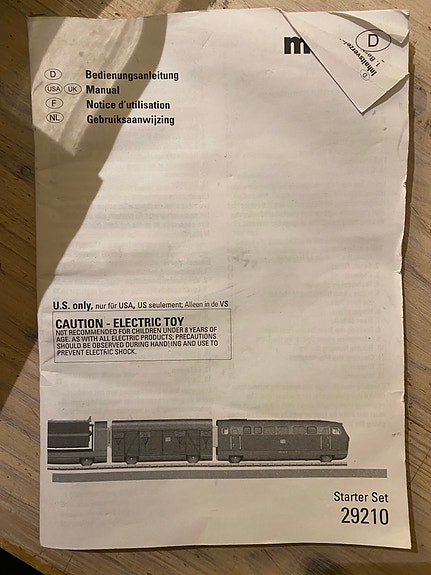 m
D
Inhaltsverze
D
D Bedienungsanleitung
USA UK Manual
F Notice d'utilisation
NL Gebruiksaanwijzing
U.S. only, nur für USA, US seulement; Alleen in de VS
CAUTION - ELECTRIC TOY
NOT RECOMMENDED FOR CHILDREN UNDER 8 YEARS OF
AGE. AS WITH ALL ELECTRIC PRODUCTS; PRECAUTIONS
SHOULD BE OBSERVED DURING HANDLING AND USE TO
PREVENT ELECTRIC SHOCK.
Starter Set
29210